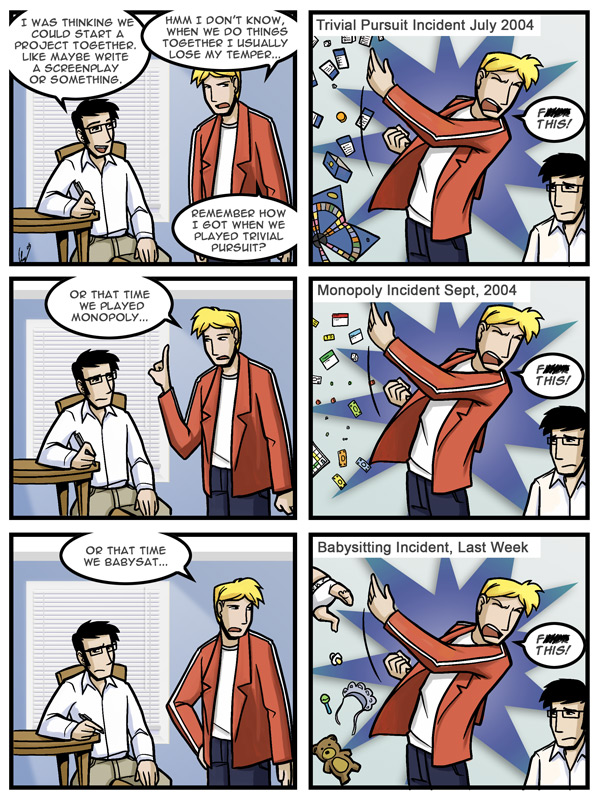 I WAS THINKING WE
COULD START A
PROJECT TOGETHER.
LIKE MAYBE WRITE
A SCREENPLAY
OR SOMETHING.
HMM I DON'T KNOW,
WHEN WE DO THINGS
TOGETHER I USUALLY
LOSE MY TEMPER...
REMEMBER HOW
I GOT WHEN WE
PLAYED TRIVIAL
PURSUIT?
Trivial Pursuit Incident July 2004
F
THIS!
OR THAT TIME
WE PLAYED
MONOPOLY...
Monopoly Incident Sept, 2004
F
THIS!
OR THAT TIME
WE BABYSAT...
Babysitting Incident, Last Week
F
THIS!